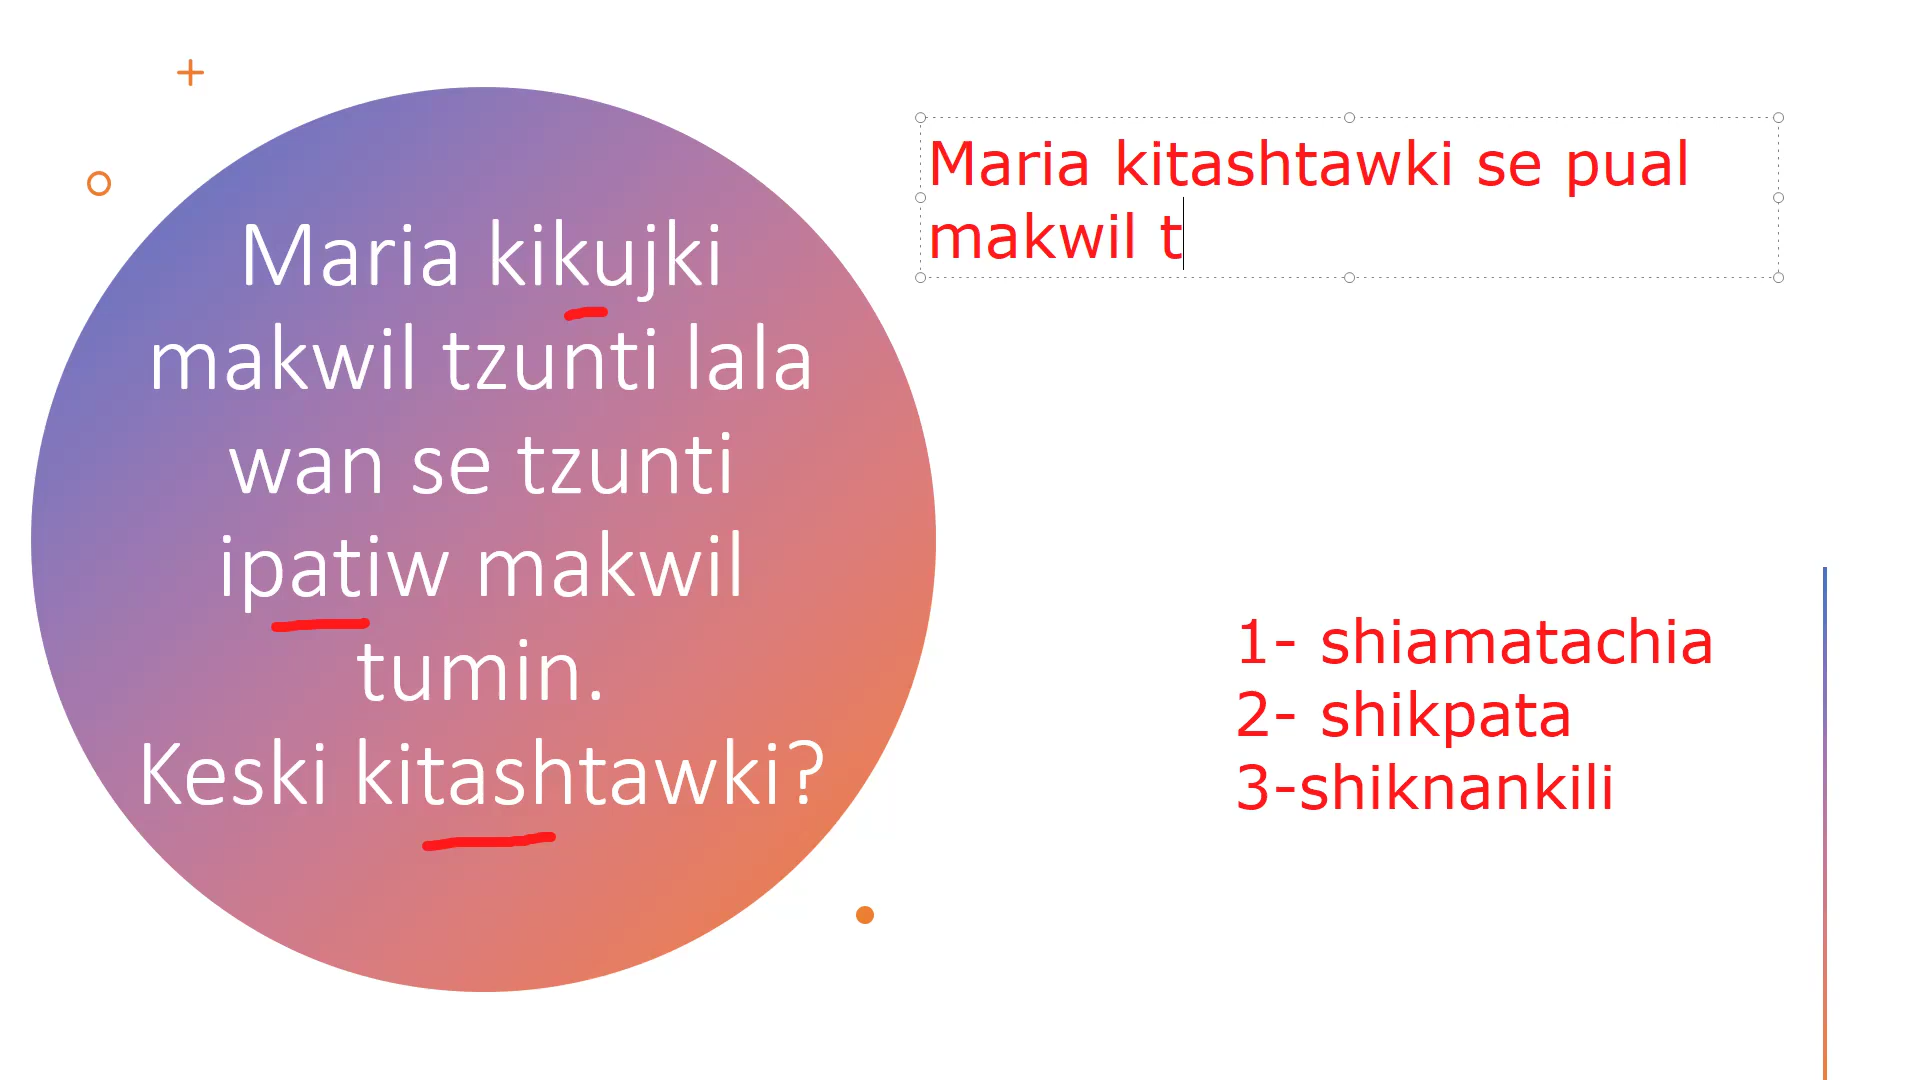 Maria kikujki
makwil tzunti lala
wan se tzunti
ipatiw makwil
tumin.
Keski kitashtawki?
Maria kitashtawki se pual
makwil t
1- shiamatachia
2- shikpata
3-shiknankili